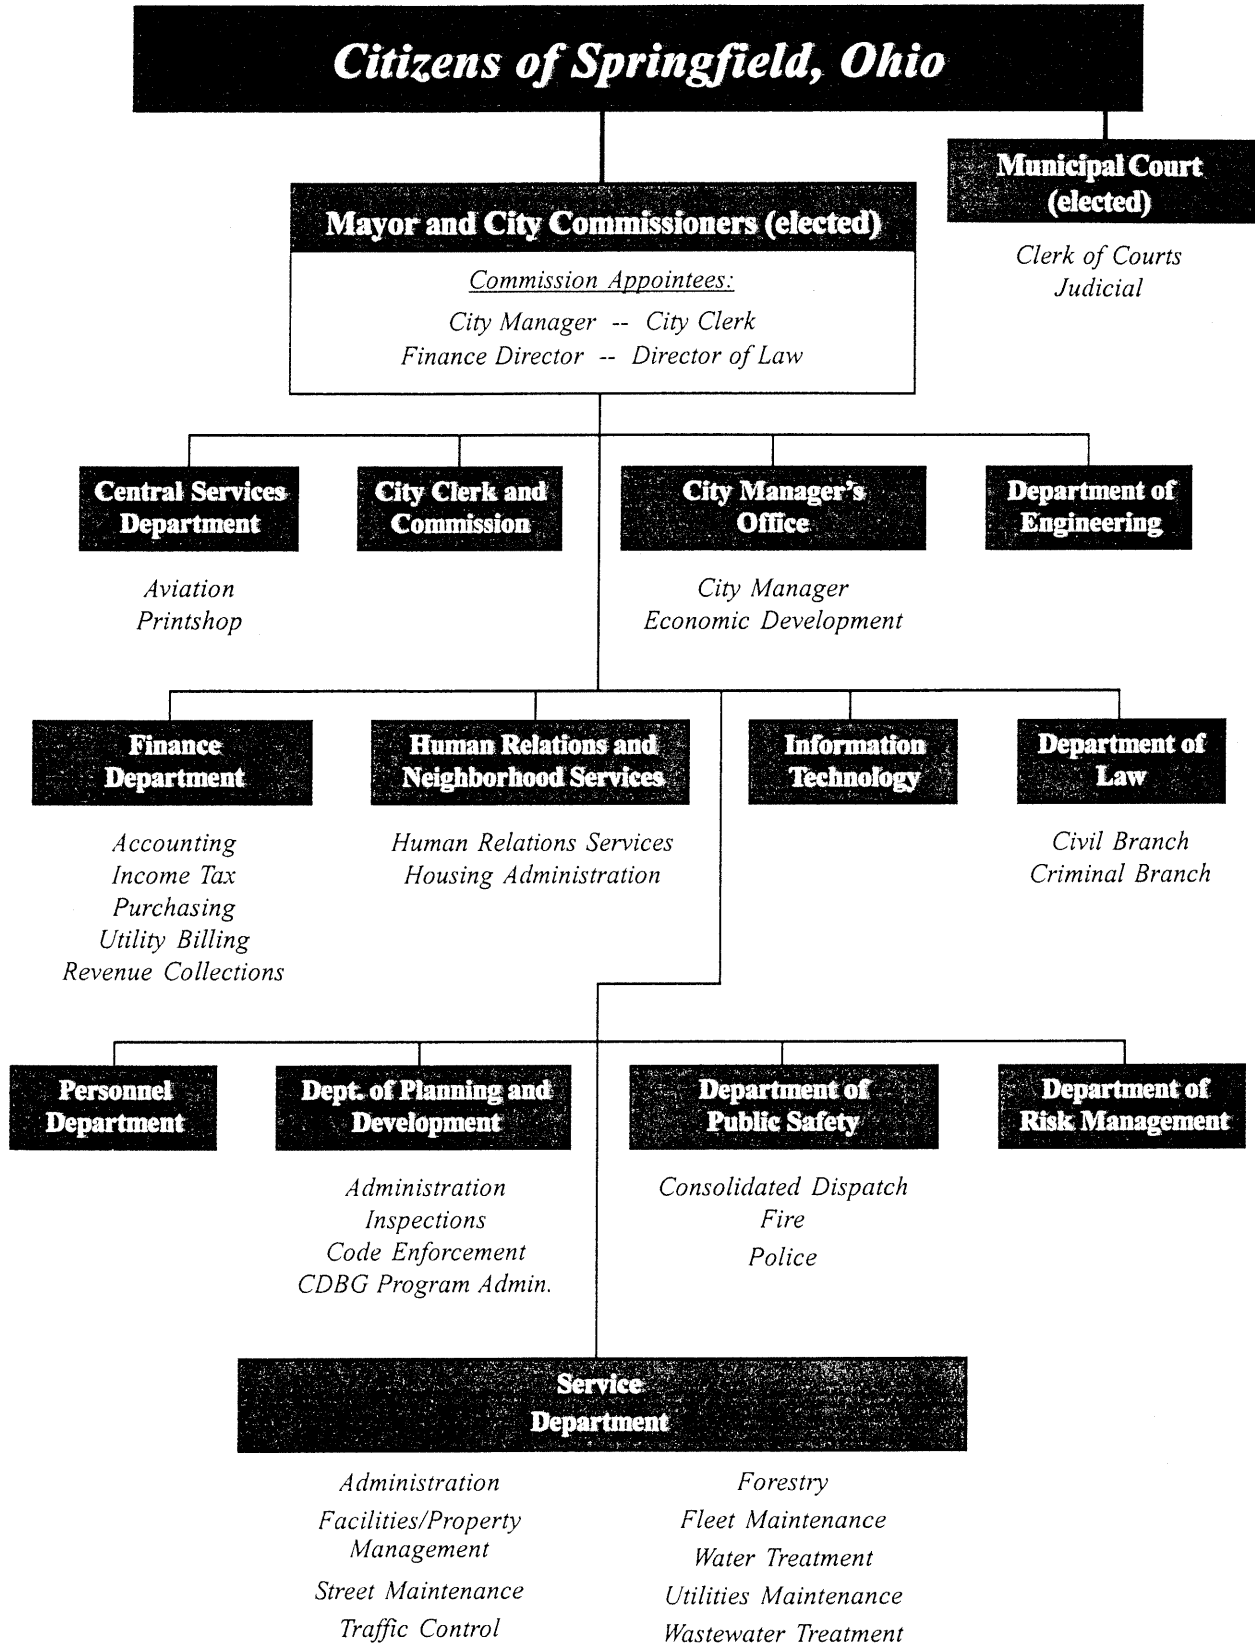 Citizens of Springfield, Ohio
Municipal Court
(elected)
Clerk of Courts
Judicial
Mayor and City Commissioners (elected)
Commission Appointees:
City Manager -- City Clerk
Finance Director -- Director of Law
Central Services
Department
Aviation
Printshop
City Clerk and
Commission
City Manager's
Office
City Manager
Economic Development
Department of
Engineering
Finance
Department
Accounting
Income Tax
Purchasing
Utility Billing
Revenue Collections
Human Relations and
Neighborhood Services
Human Relations Services
Housing Administration
Information
Technology
Department of
Law
Civil Branch
Criminal Branch
Personnel
Department
Dept. of Planning and
Development
Administration
Inspections
Code Enforcement
CDBG Program Admin.
Department of
Public Safety
Consolidated Dispatch
Fire
Police
Department of
Risk Management
Service
Department
Administration
Facilities/Property
Management
Street Maintenance
Traffic Control
Forestry
Fleet Maintenance
Water Treatment
Utilities Maintenance
Wastewater Treatment